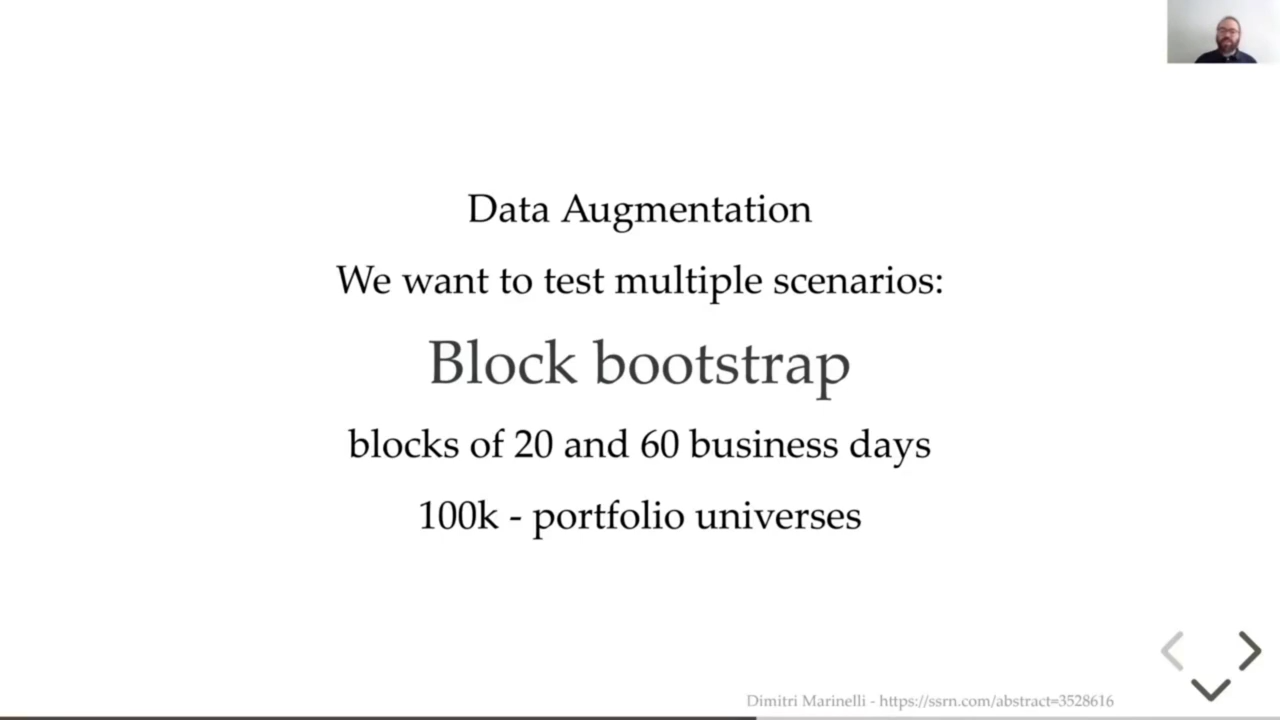 Data Augmentation
We want to test multiple scenarios:
Block bootstrap
blocks of 20 and 60 business days
100k - portfolio universes
Dimitri Marinelli - https://ssrn.com/abstract=3528616